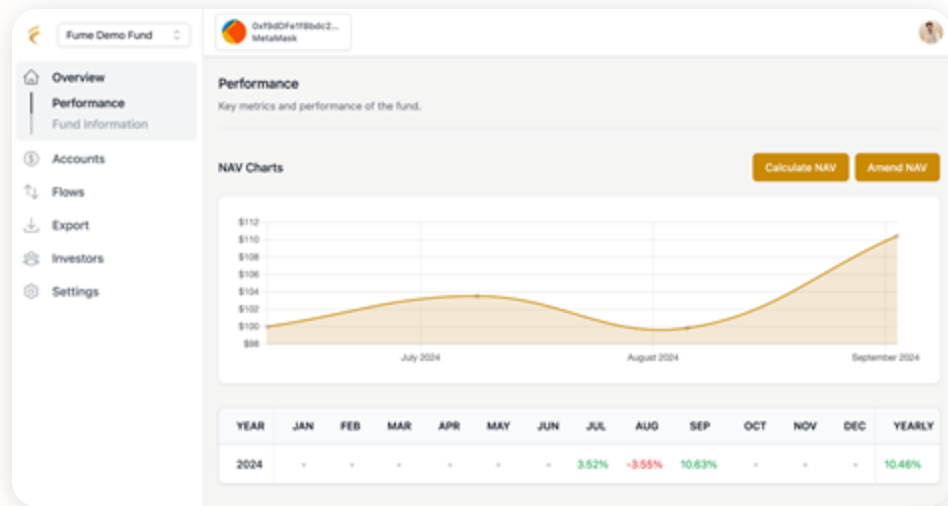 Fume Demo Fund
MetaMask
Overview
Performance
Fund Information
Accounts
Flows
Export
Investors
Settings
Performance
Key metrics and performance of the fund.
NAV Charts
Calculate NAV
Amend NAV
$112
$110
$108
$106
$104
$102
$100
$98
July 2024 August 2024 September 2024
YEAR JAN FEB MAR APR MAY JUN JUL AUG SEP OCT NOV DEC YEARLY
2024 - - - - - - 3.52% -3.55% 10.63% - - - 10.46%